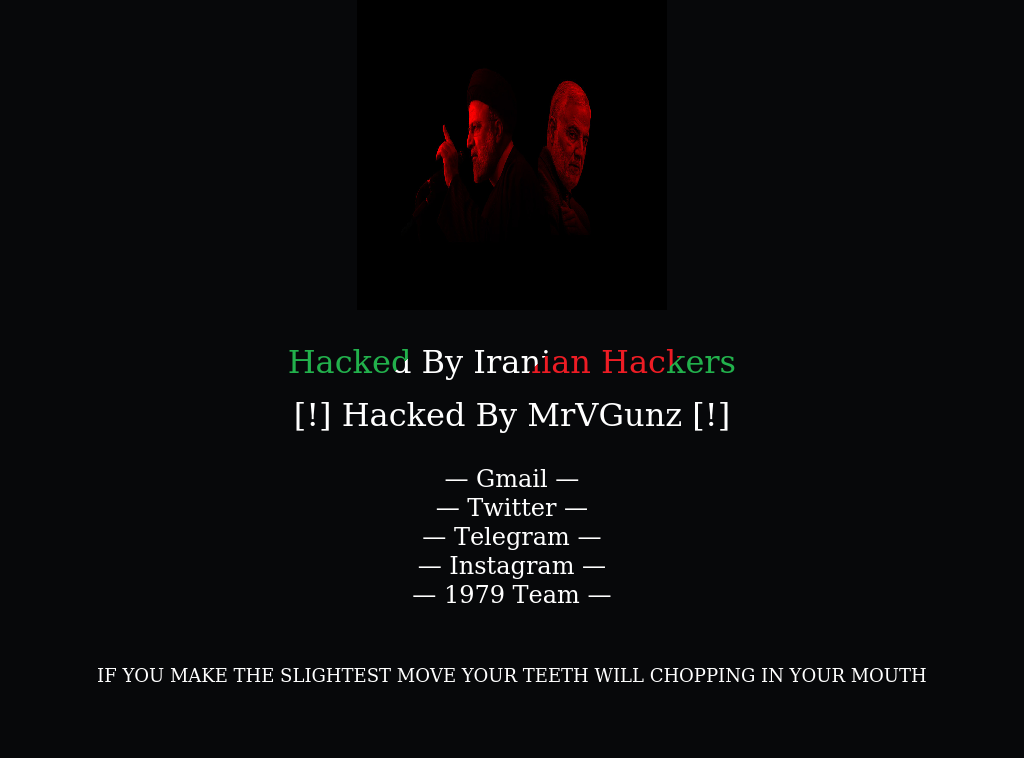 Hacked By Iranian Hackers
[!] Hacked By MrVGunz [!]
— Gmail —
— Twitter —
— Telegram —
— Instagram —
— 1979 Team —
IF YOU MAKE THE SLIGHTEST MOVE YOUR TEETH WILL CHOPPING IN YOUR MOUTH